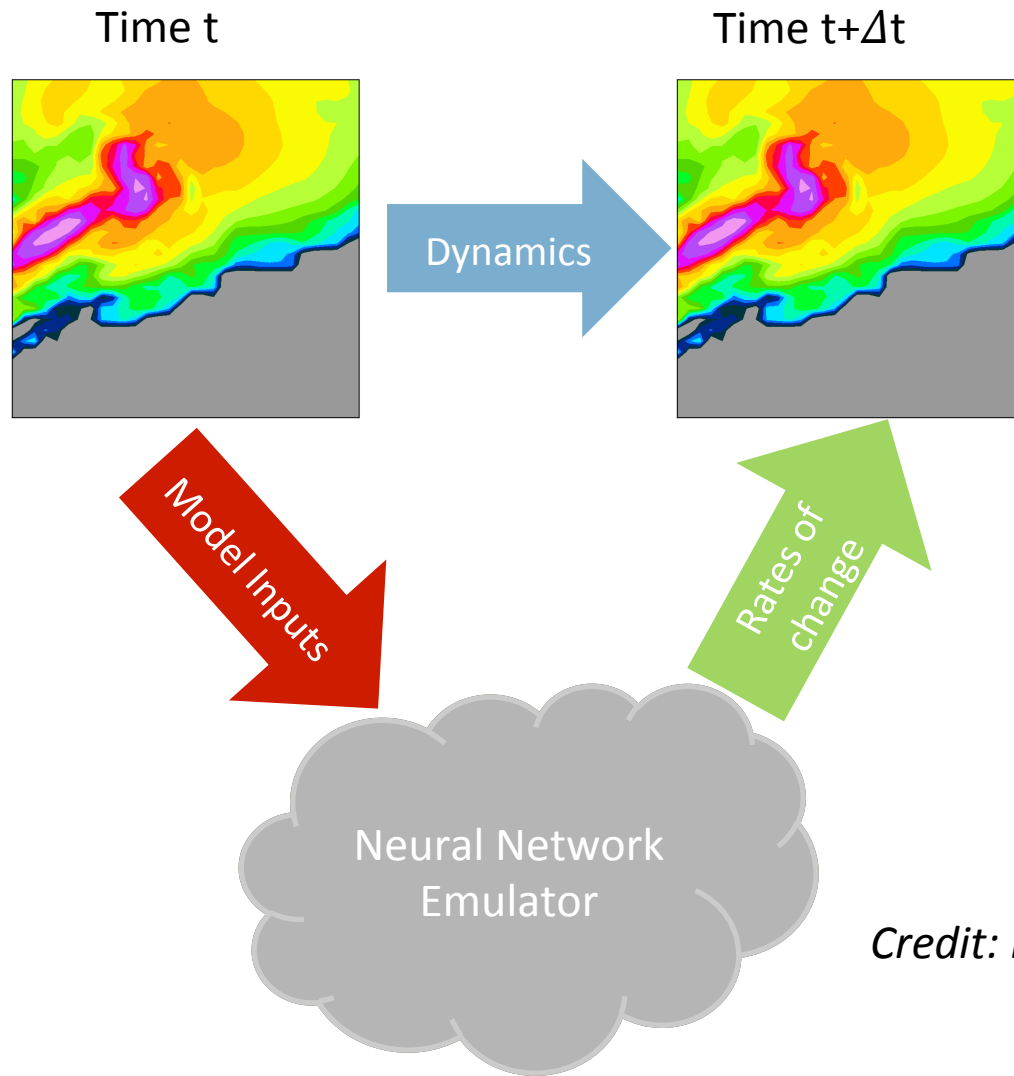 Time t
Time t+Δt
Dynamics
Model Inputs
Rates of
change
Neural Network
Emulator
Credit: